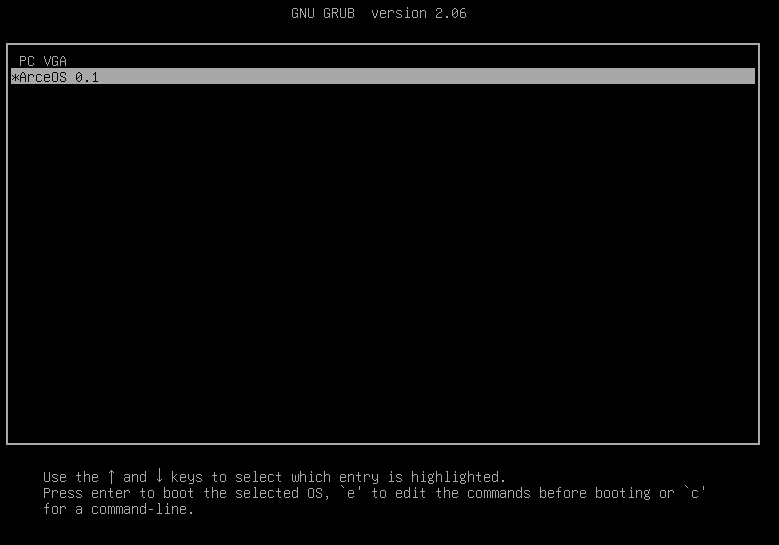 GNU GRUB  version 2.06
PC VGA
*ArceOS 0.1
Use the ↑ and ↓ keys to select which entry is highlighted.
Press enter to boot the selected OS, `e' to edit the commands before booting or `c'
for a command-line.